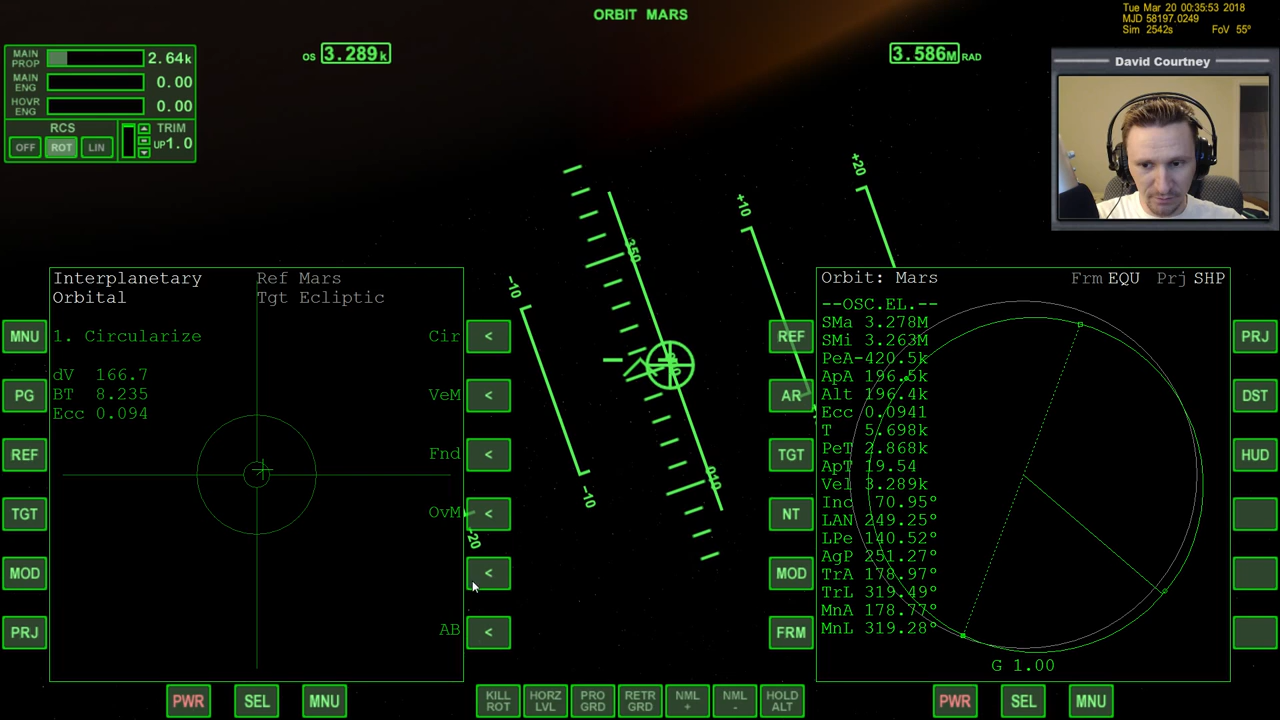 ORBIT MARS
Tue Mar 20 00:35:53 2018
MJD 58197.0249
Sim 2542s FoV 55°
David Courtney
MAIN PROP 2.64k
MAIN ENG 0.00
HOVR ENG 0.00
RCS
OFF ROT LIN
TRIM
UP 1.0
OS 3.289k
3.586M RAD
+20
+10
350
-10
010
-10
-20
Interplanetary Ref Mars
Orbital Tgt Ecliptic
1. Circularize
dV 166.7
BT 8.235
Ecc 0.094
Cir <
VeM <
Fnd <
OvM <
<
AB <
MNU
PG
REF
TGT
MOD
PRJ
PWR SEL MNU
KILL ROT
HORZ LVL
PRO GRD
RETR GRD
NML +
NML -
HOLD ALT
Orbit: Mars Frm EQU Prj SHP
--OSC.EL.--
SMa 3.278M
SMi 3.263M
PeA-420.5k
ApA 196.5k
Alt 196.4k
Ecc 0.0941
T 5.698k
PeT 2.868k
ApT 19.54
Vel 3.289k
Inc 70.95°
LAN 249.25°
LPe 140.52°
AgP 251.27°
TrA 178.97°
TrL 319.49°
MnA 178.77°
MnL 319.28°
G 1.00
REF
AR
TGT
NT
MOD
FRM
PRJ
DST
HUD
PWR SEL MNU